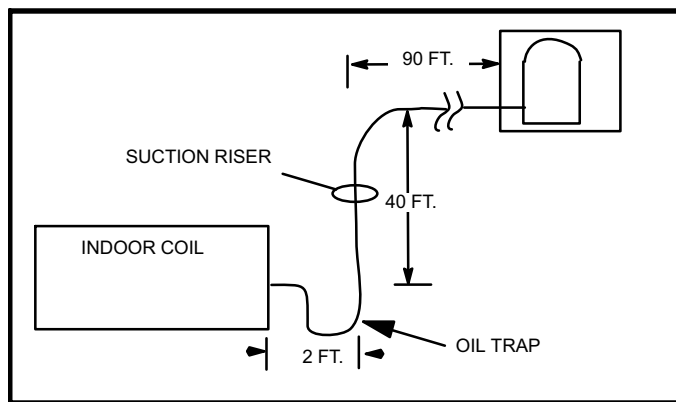 90 FT.
SUCTION RISER
40 FT.
INDOOR COIL
2 FT.
OIL TRAP